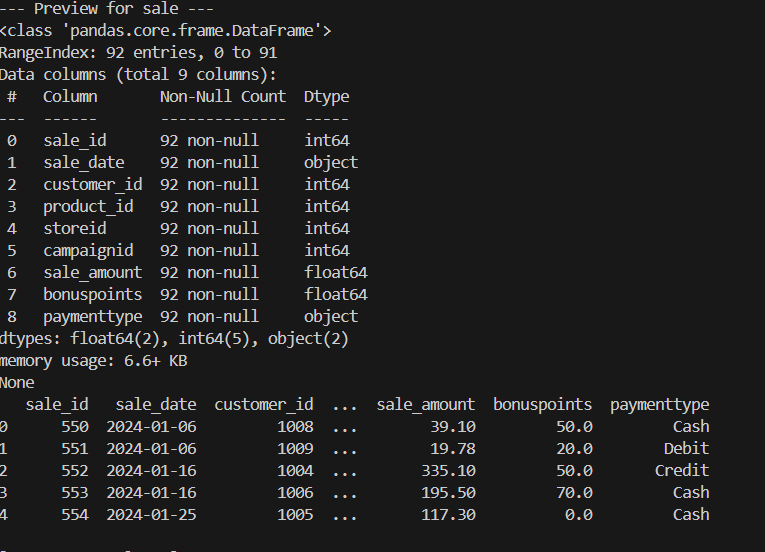 --- Preview for sale ---
<class 'pandas.core.frame.DataFrame'>
RangeIndex: 92 entries, 0 to 91
Data columns (total 9 columns):
 #   Column       Non-Null Count  Dtype
---  ------       --------------  -----
 0   sale_id      92 non-null     int64
 1   sale_date    92 non-null     object
 2   customer_id  92 non-null     int64
 3   product_id   92 non-null     int64
 4   storeid      92 non-null     int64
 5   campaignid   92 non-null     int64
 6   sale_amount  92 non-null     float64
 7   bonuspoints  92 non-null     float64
 8   paymenttype  92 non-null     object
dtypes: float64(2), int64(5), object(2)
memory usage: 6.6+ KB
None
   sale_id   sale_date  customer_id  ...  sale_amount  bonuspoints  paymenttype
0      550  2024-01-06         1008  ...        39.10         50.0         Cash
1      551  2024-01-06         1009  ...        19.78         20.0        Debit
2      552  2024-01-16         1004  ...       335.10         50.0       Credit
3      553  2024-01-16         1006  ...       195.50         70.0         Cash
4      554  2024-01-25         1005  ...       117.30          0.0         Cash